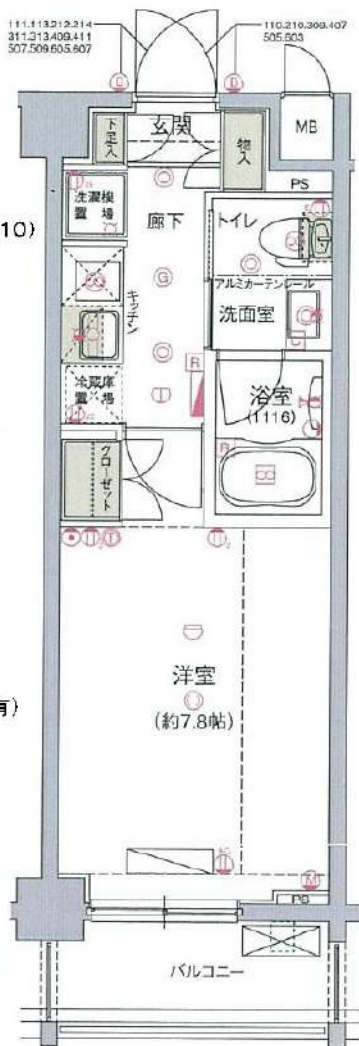 111.113.212.214
311.313.409.411
507.509.605.607
110.210.308.407
505.603
下足入
玄関
物入
MB
PS
洗濯機
置場
廊下
トイレ
10)
アルミカーテンレール
洗面室
キッチン
G
R
冷蔵庫
置場
浴室
(1116)
R
クローゼット
洋室
(約7.8帖)
有)
M
PS
バルコニー